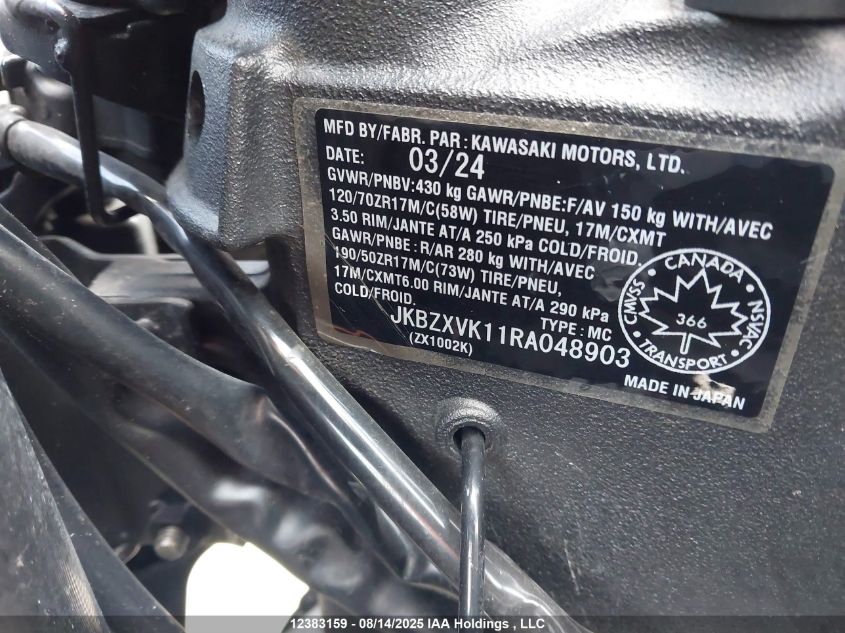 MFD BY/FABR. PAR : KAWASAKI MOTORS, LTD.
DATE: 03/24
GVWR/PNBV:430 kg GAWR/PNBE:F/AV 150 kg WITH/AVEC
120/70ZR17M/C(58W) TIRE/PNEU, 17M/CXMT
3.50 RIM/JANTE AT/A 250 kPa COLD/FROID.
GAWR/PNBE : R/AR 280 kg WITH/AVEC
190/50ZR17M/C(73W) TIRE/PNEU,
17M/CXMT6.00 RIM/JANTE AT/A 290 kPa
COLD/FROID.
TYPE : MC
JKBZXVK11RA048903
(ZX1002K)
CANADA
CMVSS
NSVAC
366
TRANSPORT
MADE IN JAPAN
12383159 - 08/14/2025 IAA Holdings , LLC